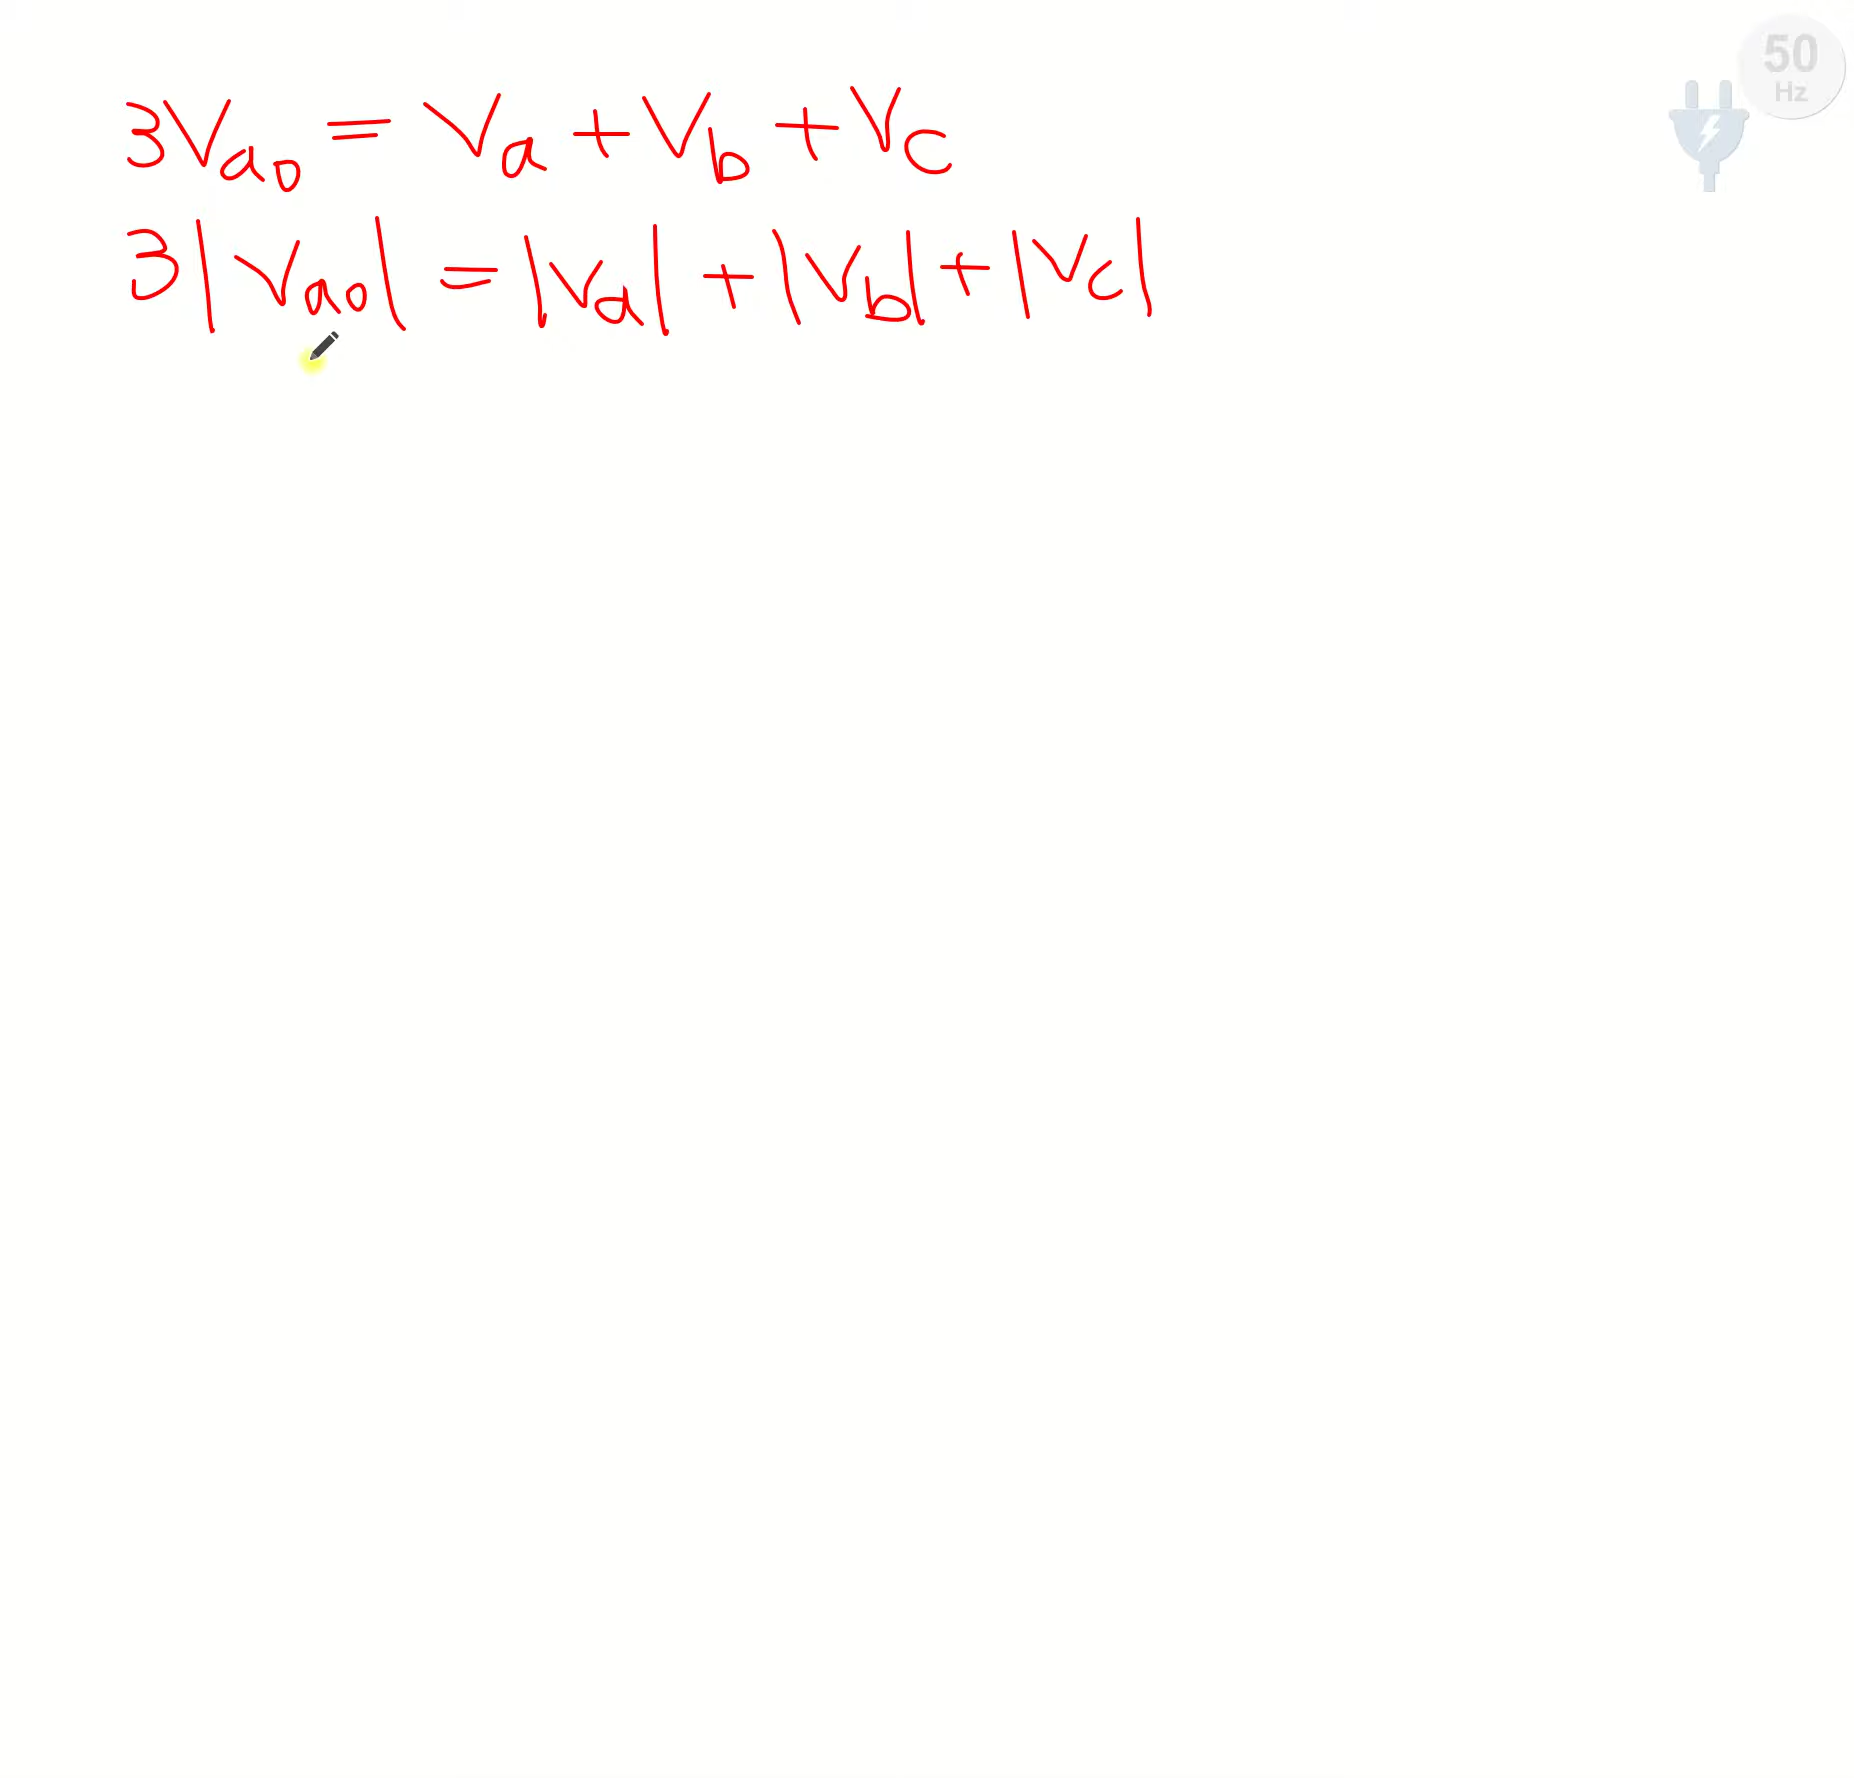 50
Hz
3Va0 = Va + Vb + Vc
3|Va0| = |Va| + |Vb| + |Vc|